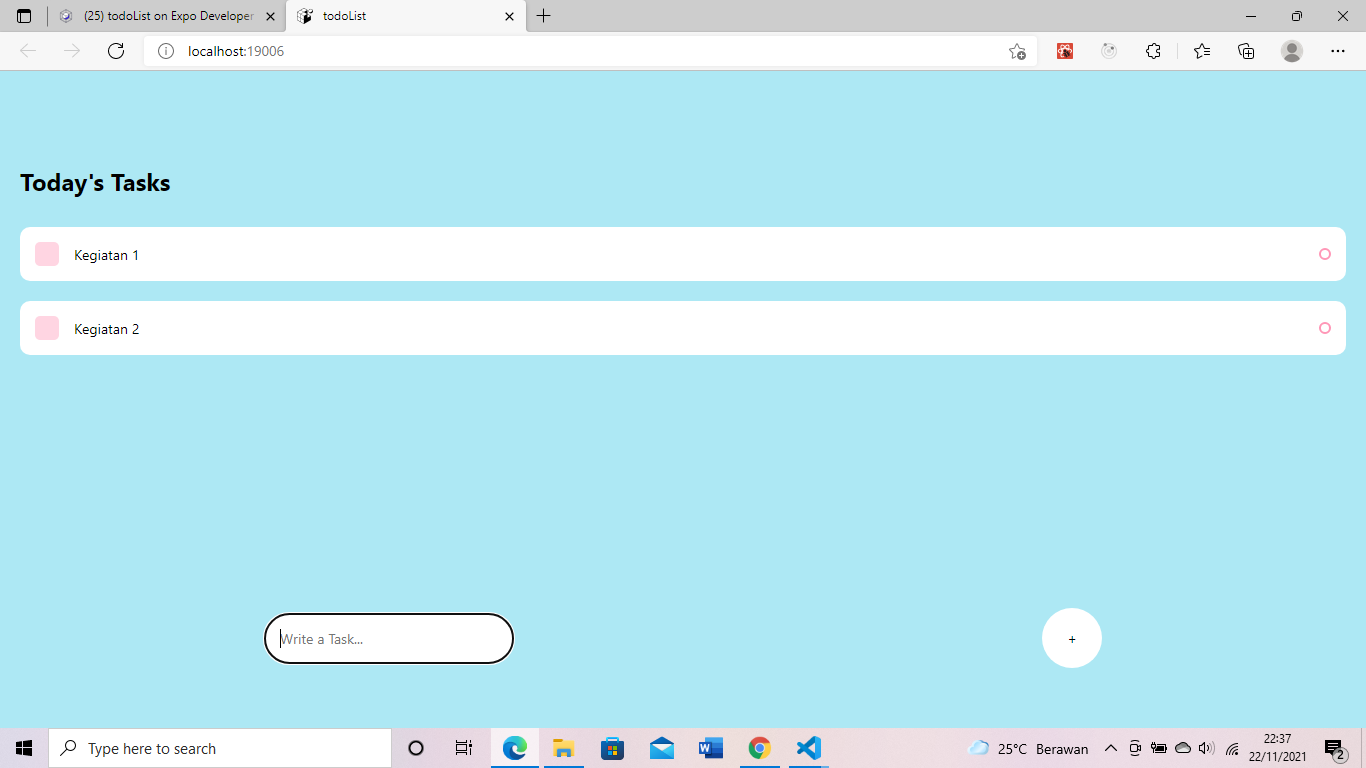 (25) todoList on Expo Developer
todoList
localhost:19006
Today's Tasks
Kegiatan 1
Kegiatan 2
Write a Task...
+
Type here to search
25°C Berawan
22:37
22/11/2021
2